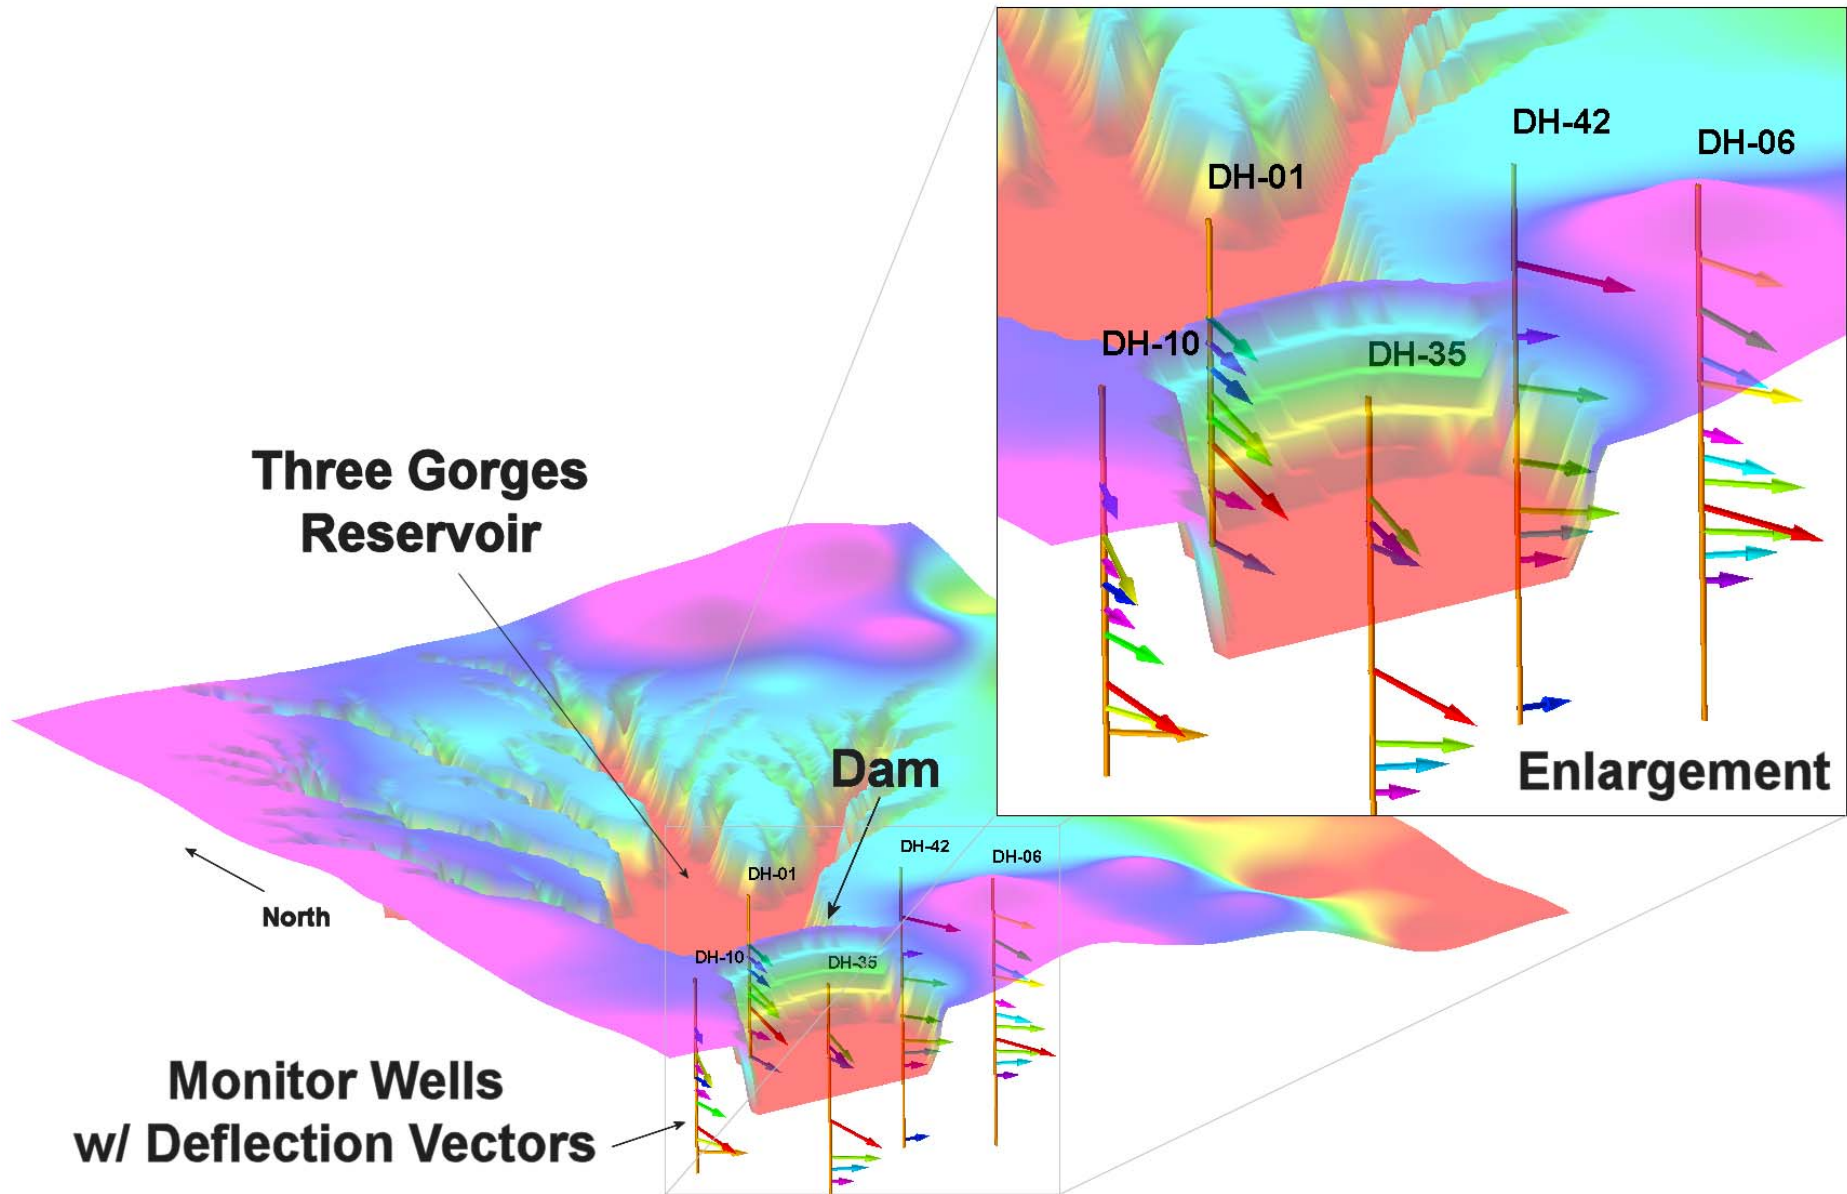 DH-42
DH-06
DH-01
DH-10
DH-35
Enlargement
Three Gorges
Reservoir
Dam
North
DH-42
DH-06
DH-01
DH-10
DH-35
Monitor Wells
w/ Deflection Vectors